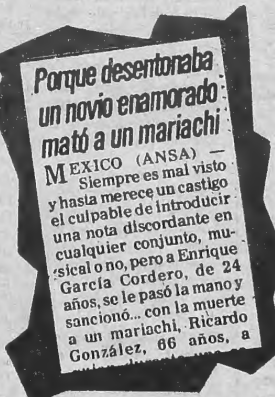 Porque desentonaba
un novio enamorado
mató a un mariachi
MEXICO (ANSA) —
Siempre es mal visto
y hasta merece un castigo
el culpable de introducir
una nota discordante en
cualquier conjunto, mu-
sical o no, pero a Enrique
García Cordero, de 24
años, se le pasó la mano y
sancionó... con la muerte
a un mariachi, Ricardo
González, 66 años, a